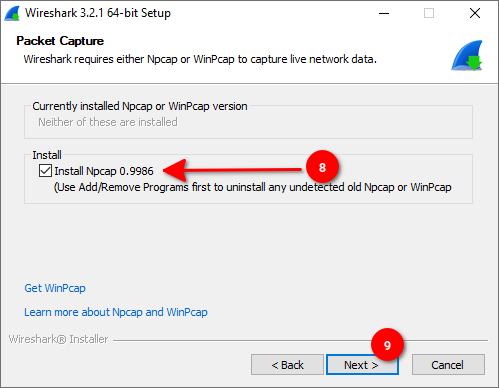 Wireshark 3.2.1 64-bit Setup
Packet Capture
Wireshark requires either Npcap or WinPcap to capture live network data.
Currently installed Npcap or WinPcap version
Neither of these are installed
Install
Install Npcap 0.9986
8
(Use Add/Remove Programs first to uninstall any undetected old Npcap or WinPcap
Get WinPcap
Learn more about Npcap and WinPcap
Wireshark® Installer
9
< Back
Next >
Cancel